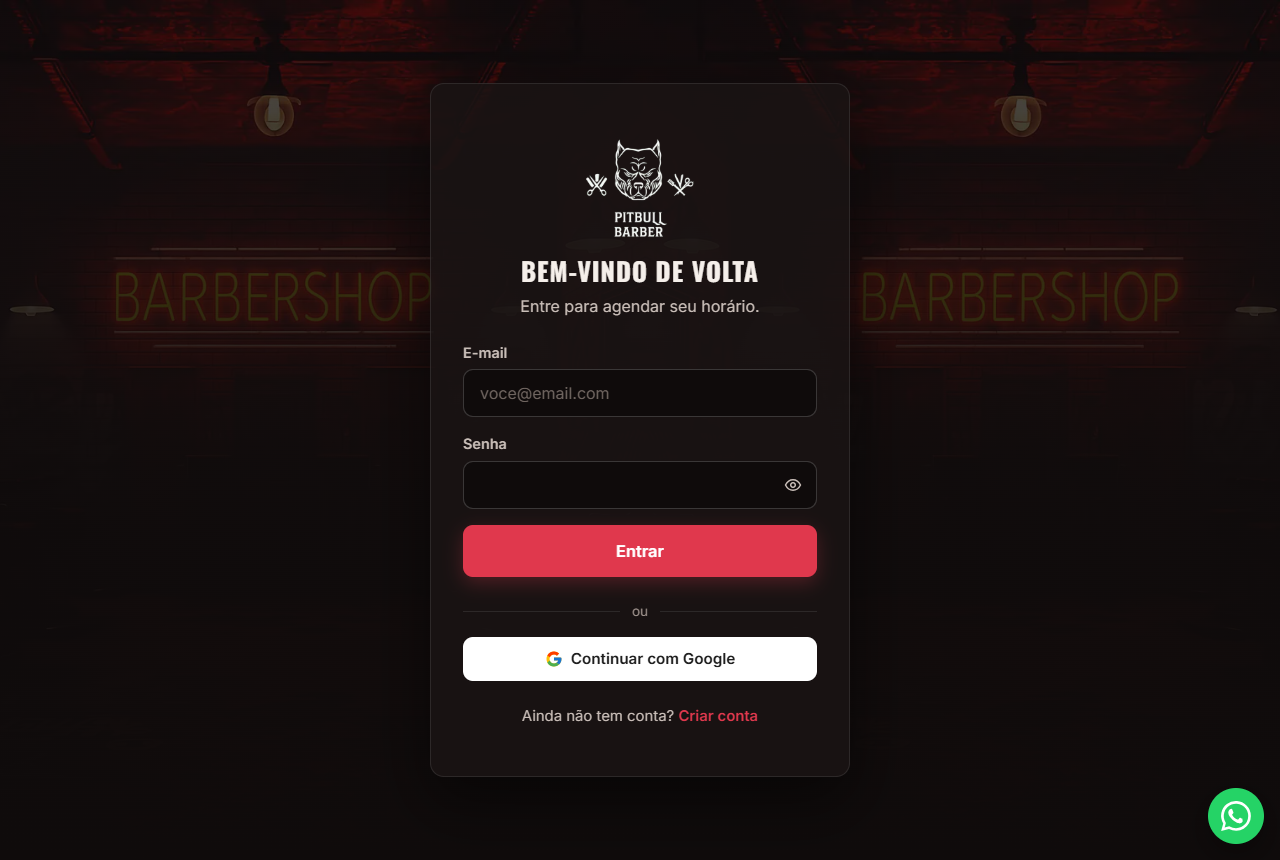 PITBULL
BARBER
BEM-VINDO DE VOLTA
Entre para agendar seu horário.
BARBERSHOP
BARBERSHOP
E-mail
voce@email.com
Senha
Entrar
ou
Continuar com Google
Ainda não tem conta? Criar conta